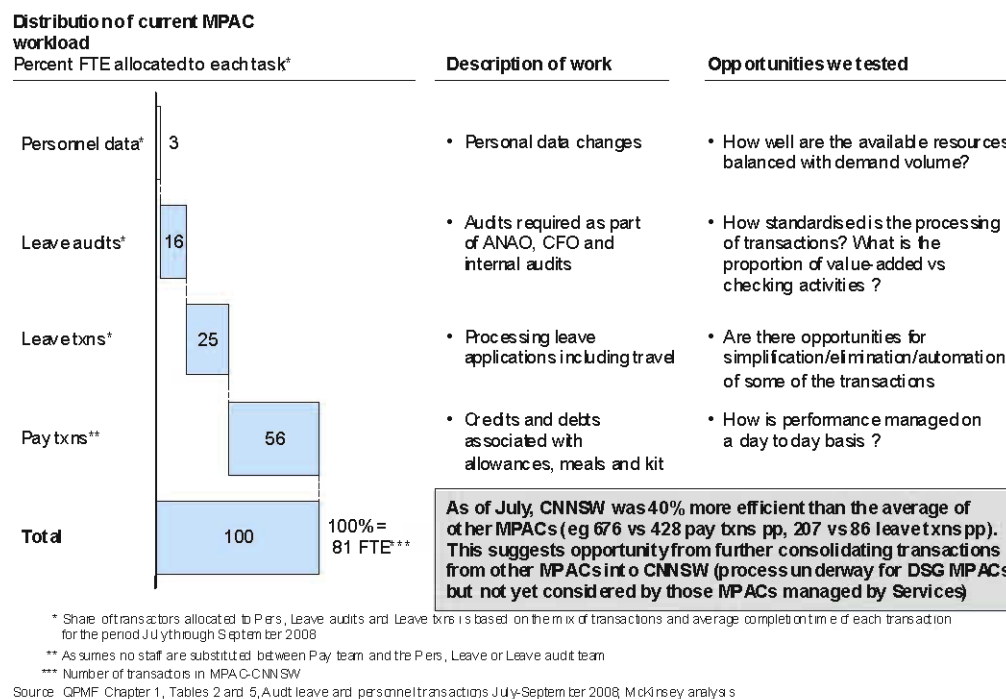 Distribution of current MPAC
workload
Percent FTE allocated to each task*
Description of work
Opportunities we tested
Personnel data*
3
• Personal data changes
• How well are the available resources
balanced with demand volume?
Leave audits*
16
• Audits required as part
of ANAO, CFO and
internal audits
• How standardised is the processing
of transactions? What is the
proportion of value-added vs
checking activities ?
Leave txns*
25
• Processing leave
applications including travel
• Are there opportunities for
simplification/elimination/automation
of some of the transactions
Pay txns**
56
• Credits and debts
associated with
allowances, meals and kit
• How is performance managed on
a day to day basis ?
Total
100
100% =
81 FTE***
As of July, CNNSW was 40% more efficient than the average of
other MPACs (eg 676 vs 428 pay txns pp, 207 vs 86 leave txns pp).
This suggests opportunity from further consolidating transactions
from other MPACs into CNNSW (process underway for DSG MPACs
but not yet considered by those MPACs managed by Services)
* Share of transactors allocated to Pers, Leave audits and Leave txns is based on the mix of transactions and average completion time of each transaction
for the period July through September 2008
** Assumes no staff are substituted between Pay team and the Pers, Leave or Leave audit team
*** Number of transactors in MPAC-CNNSW
Source QPMF Chapter 1, Tables 2 and 5, Audit leave and personnel transactions July-September 2008, McKinsey analysis